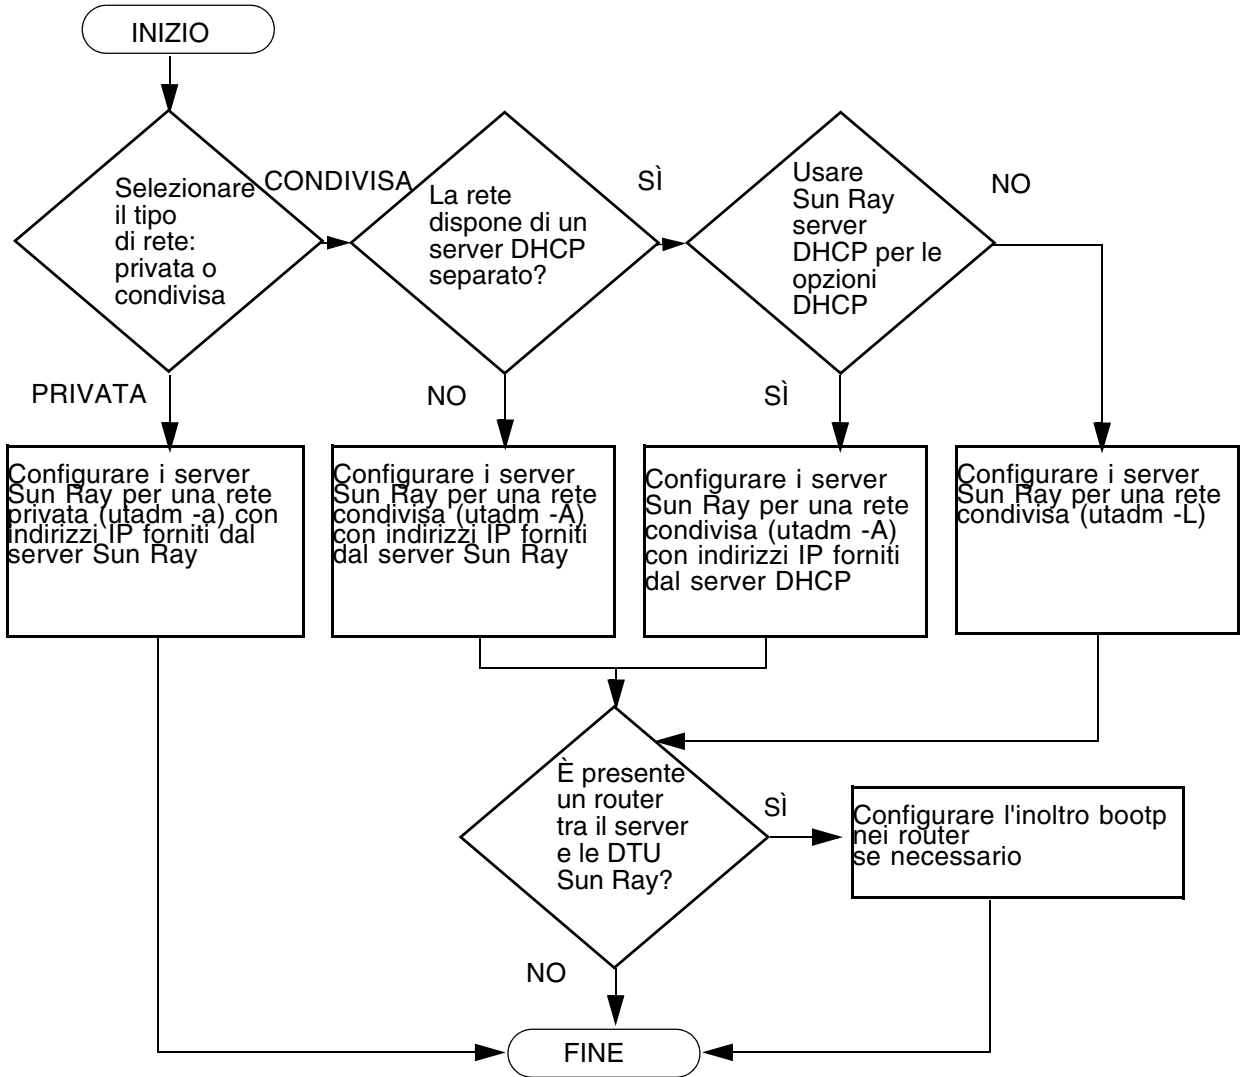 INIZIO
Selezionare
il tipo
di rete:
privata o
condivisa
CONDIVISA
La rete
dispone di un
server DHCP
separato?
SÌ
Usare
Sun Ray
server
DHCP per le
opzioni
DHCP
NO
PRIVATA
NO
SÌ
Configurare i server
Sun Ray per una rete
privata (utadm -a) con
indirizzi IP forniti dal
server Sun Ray
Configurare i server
Sun Ray per una rete
condivisa (utadm -A)
con indirizzi IP forniti
dal server Sun Ray
Configurare i server
Sun Ray per una rete
condivisa (utadm -A)
con indirizzi IP forniti
dal server DHCP
Configurare i server
Sun Ray per una rete
condivisa (utadm -L)
È presente
un router
tra il server
e le DTU
Sun Ray?
SÌ
Configurare l'inoltro bootp
nei router
se necessario
NO
FINE